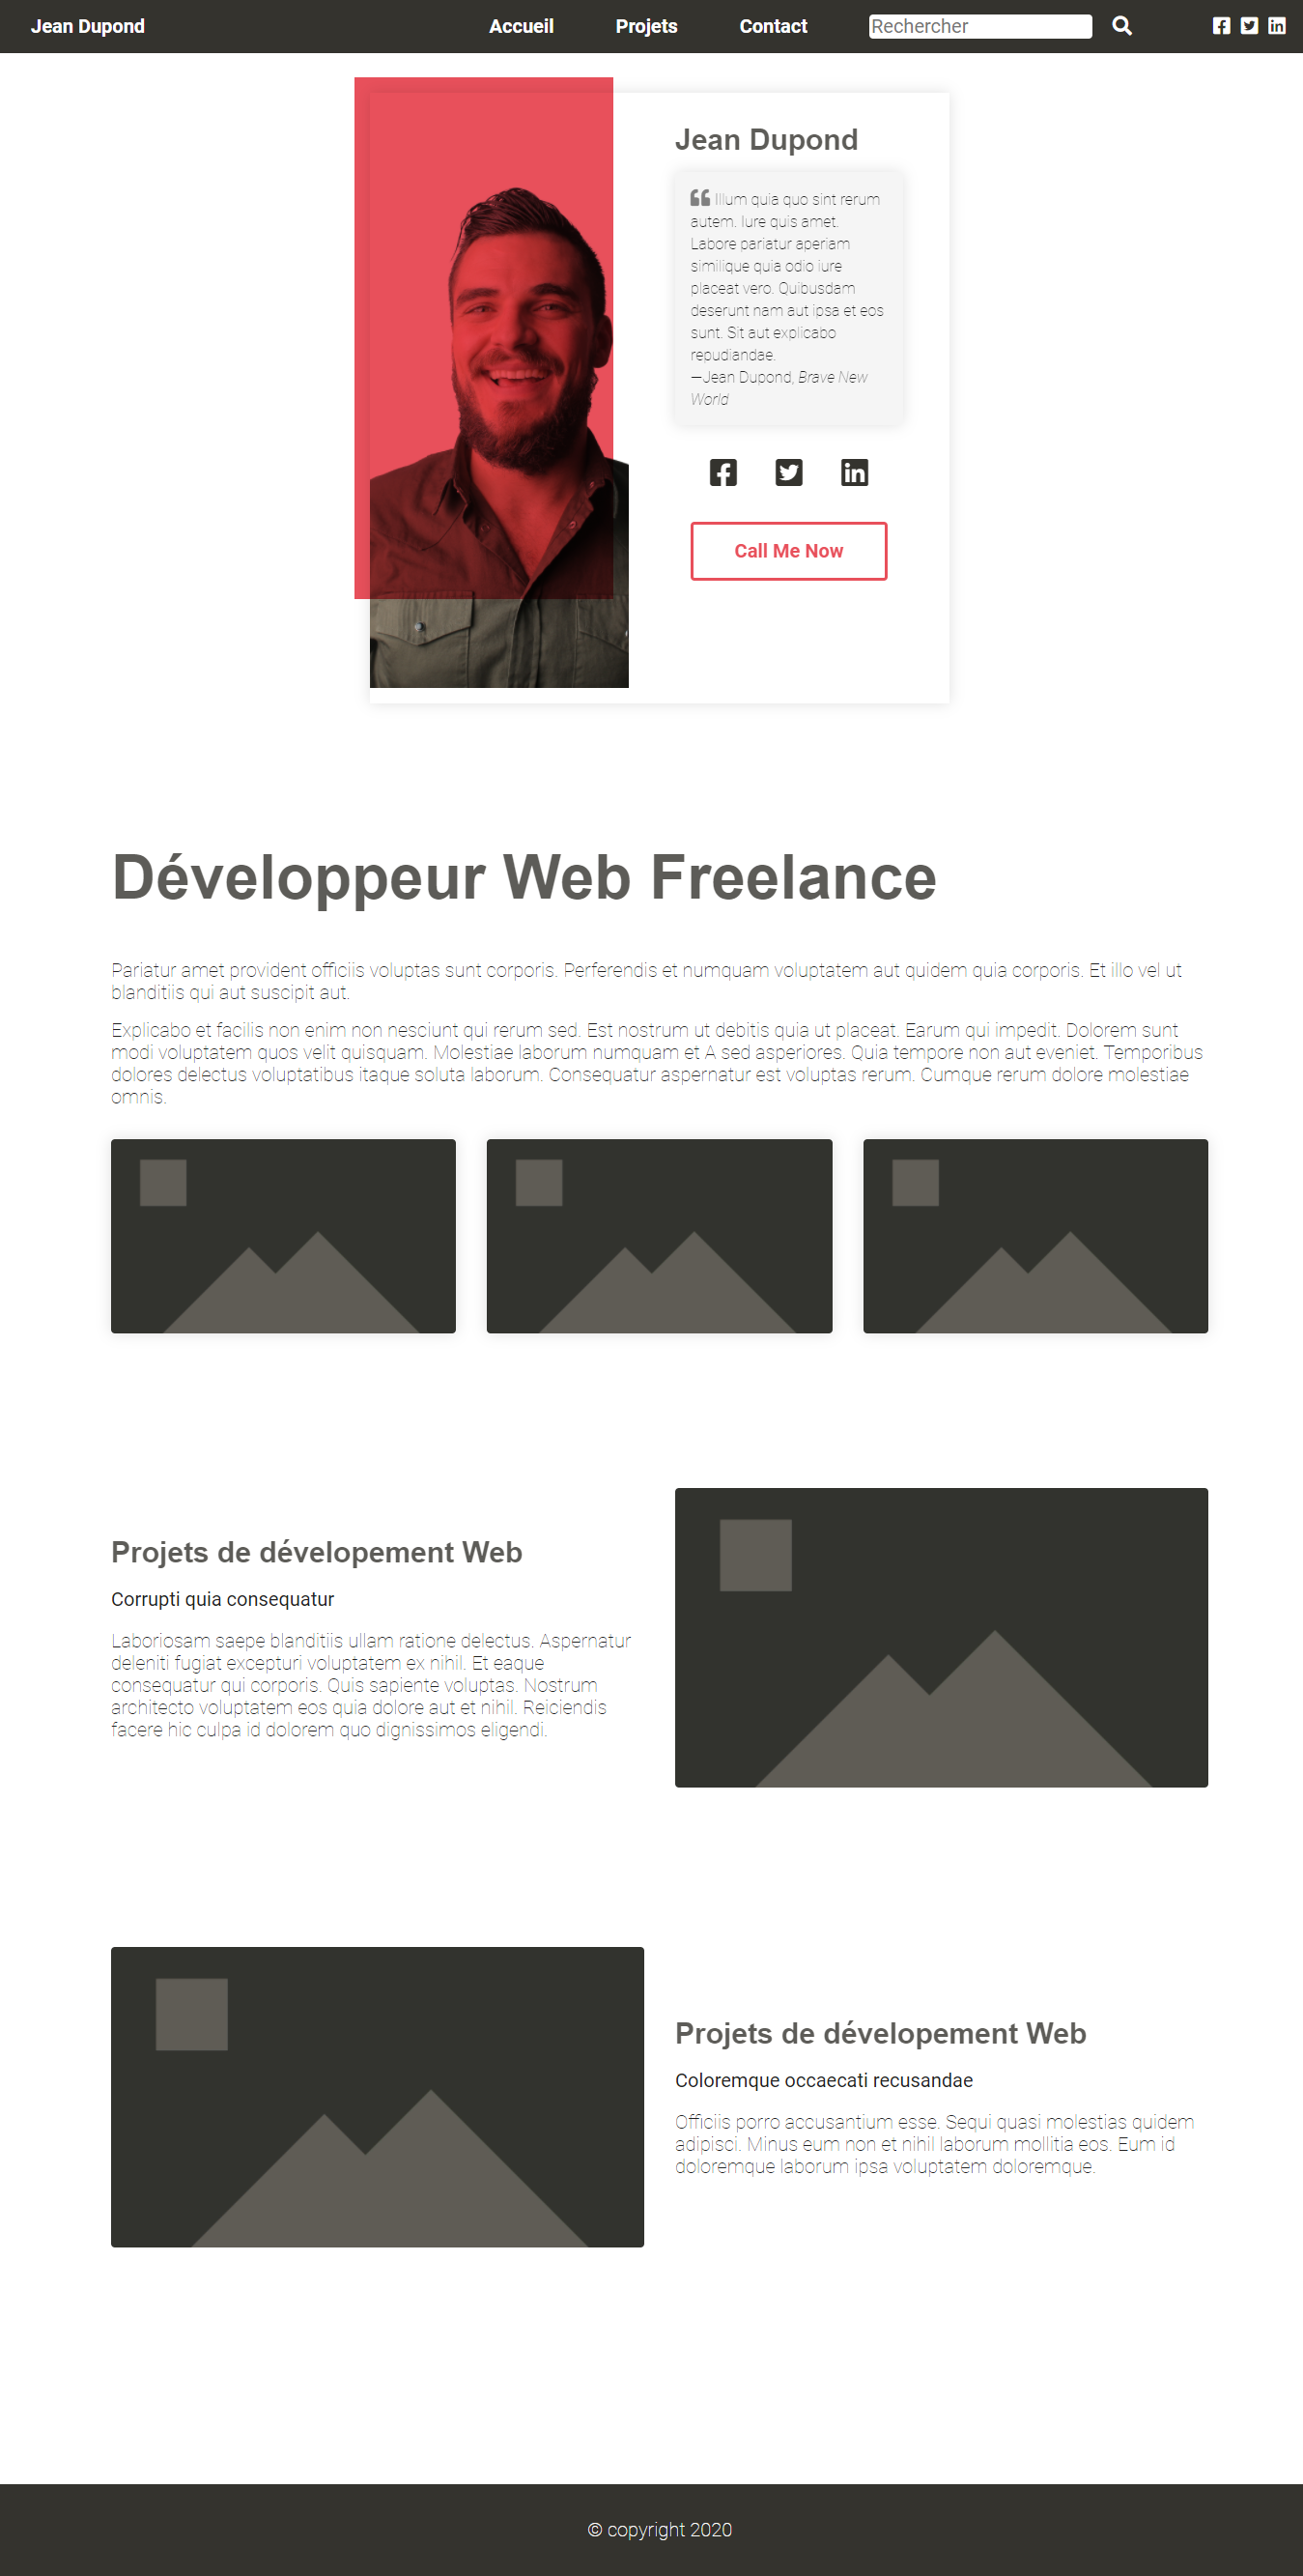 Jean Dupond Accueil Projets Contact Rechercher
Jean Dupond
Illum quia quo sint rerum
autem. Iure quis amet.
Labore pariatur aperiam
similique quia odio iure
placeat vero. Quibusdam
deserunt nam aut ipsa et eos
sunt. Sit aut explicabo
repudiandae.
—Jean Dupond, Brave New
World
Call Me Now
Développeur Web Freelance
Pariatur amet provident officiis voluptas sunt corporis. Perferendis et numquam voluptatem aut quidem quia corporis. Et illo vel ut
blanditiis qui aut suscipit aut.
Explicabo et facilis non enim non nesciunt qui rerum sed. Est nostrum ut debitis quia ut placeat. Earum qui impedit. Dolorem sunt
modi voluptatem quos velit quisquam. Molestiae laborum numquam et A sed asperiores. Quia tempore non aut eveniet. Temporibus
dolores delectus voluptatibus itaque soluta laborum. Consequatur aspernatur est voluptas rerum. Cumque rerum dolore molestiae
omnis.
Projets de dévelopement Web
Corrupti quia consequatur
Laboriosam saepe blanditiis ullam ratione delectus. Aspernatur
deleniti fugiat excepturi voluptatem ex nihil. Et eaque
consequatur qui corporis. Quis sapiente voluptas. Nostrum
architecto voluptatem eos quia dolore aut et nihil. Reiciendis
facere hic culpa id dolorem quo dignissimos eligendi.
Projets de dévelopement Web
Coloremque occaecati recusandae
Officiis porro accusantium esse. Sequi quasi molestias quidem
adipisci. Minus eum non et nihil laborum mollitia eos. Eum id
doloremque laborum ipsa voluptatem doloremque.
© copyright 2020